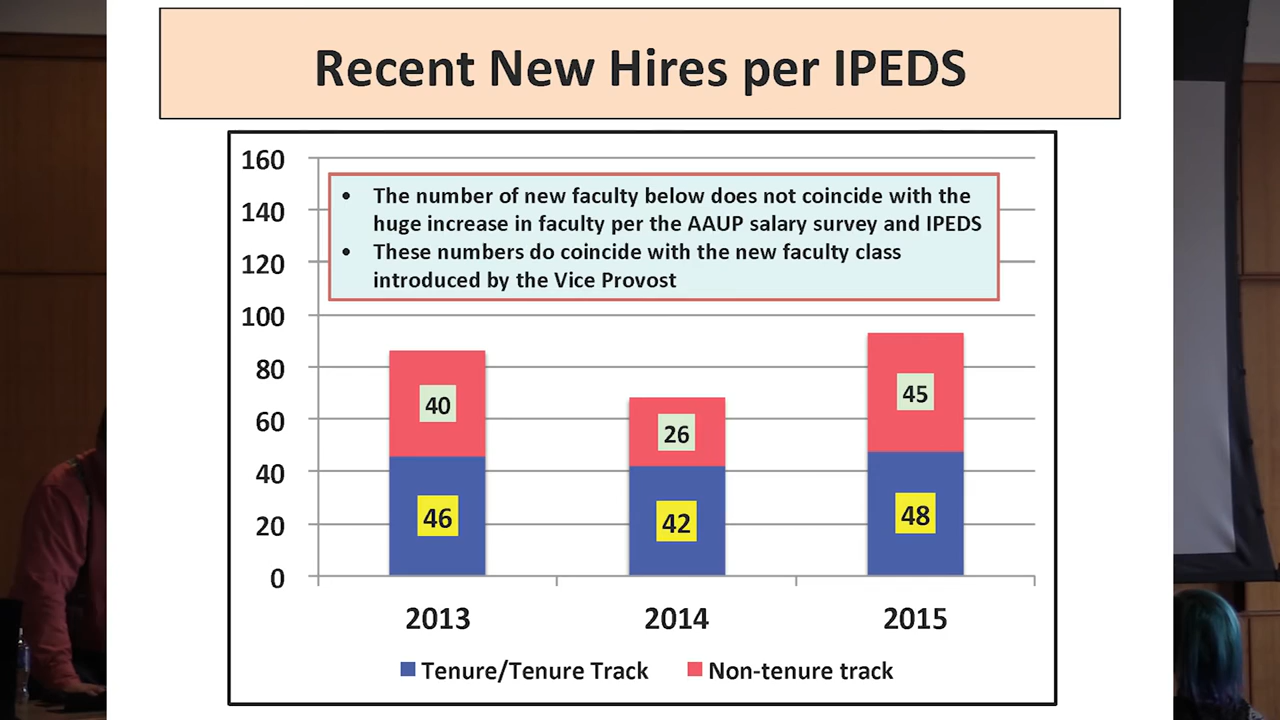 Recent New Hires per IPEDS
160
140
120
100
80
60
40
20
0
• The number of new faculty below does not coincide with the
huge increase in faculty per the AAUP salary survey and IPEDS
• These numbers do coincide with the new faculty class
introduced by the Vice Provost
40
26
45
46
42
48
2013 2014 2015
Tenure/Tenure Track Non-tenure track